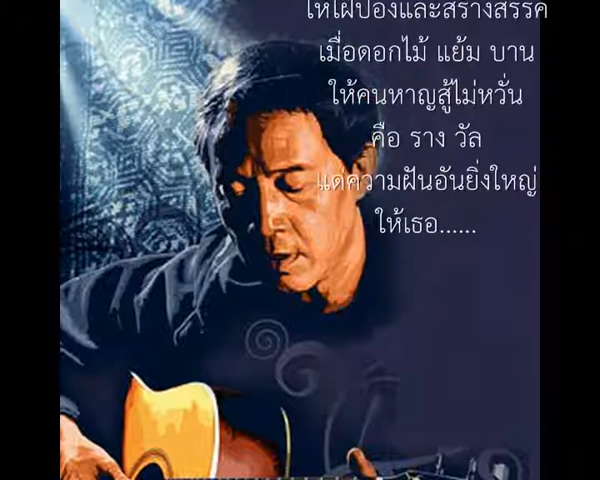 ให้ใฝ่ปองและสร้างสรรค์
เมื่อดอกไม้ แย้ม บาน
ให้คนหาญสู้ไม่หวั่น
คือ ราง วัล
แด่ความฝันอันยิ่งใหญ่
ให้เธอ......